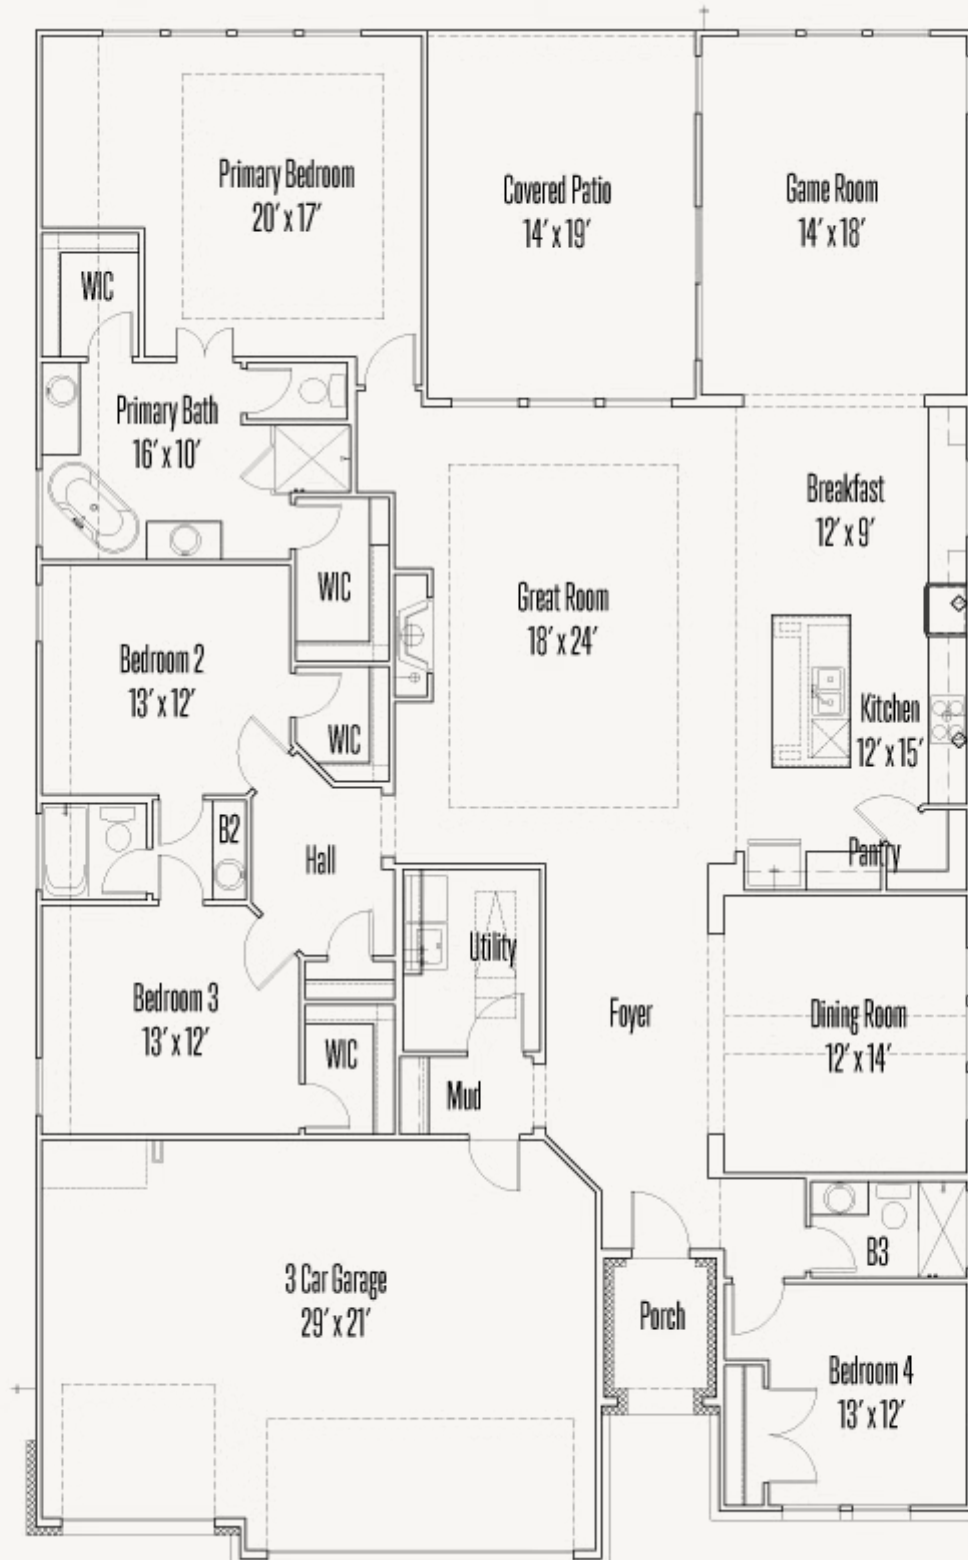 Primary Bedroom
20' x 17'
Covered Patio
14' x 19'
Game Room
14' x 18'
WIC
Primary Bath
16' x 10'
Breakfast
12' x 9'
WIC
Great Room
18' x 24'
Bedroom 2
13' x 12'
WIC
Kitchen
12' x 15'
B2
Hall
Pantry
Utility
Bedroom 3
13' x 12'
WIC
Foyer
Dining Room
12' x 14'
Mud
B3
3 Car Garage
29' x 21'
Porch
Bedroom 4
13' x 12'